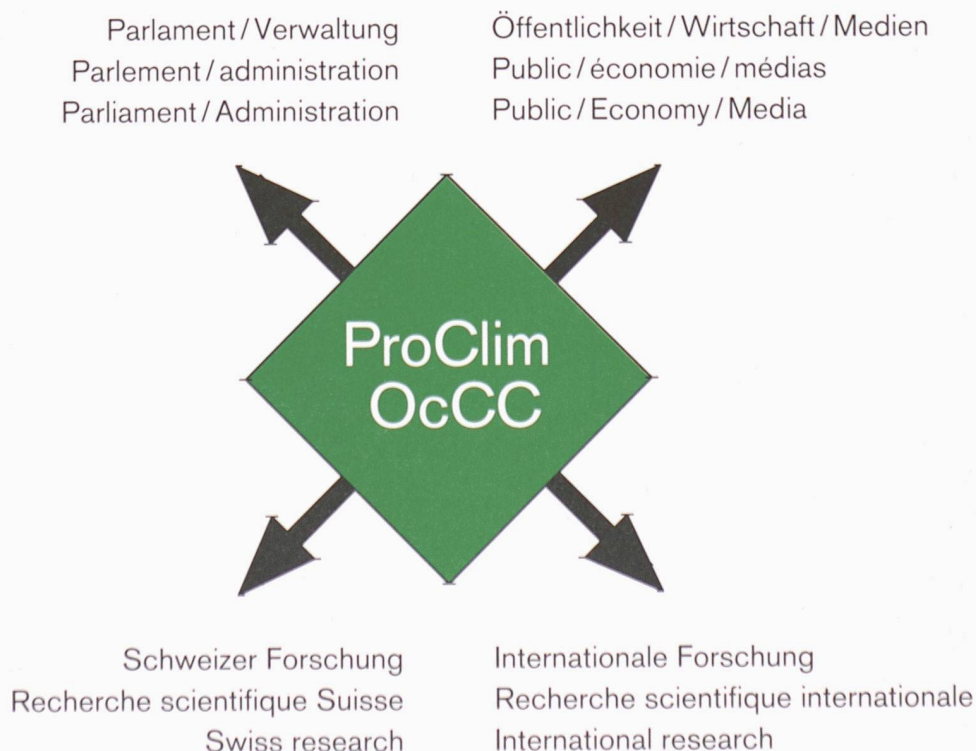 Parlament / Verwaltung
Parlement / administration
Parliament / Administration
Öffentlichkeit / Wirtschaft / Medien
Public / économie / médias
Public / Economy / Media
ProClim
OcCC
Schweizer Forschung
Recherche scientifique Suisse
Swiss research
Internationale Forschung
Recherche scientifique internationale
International research